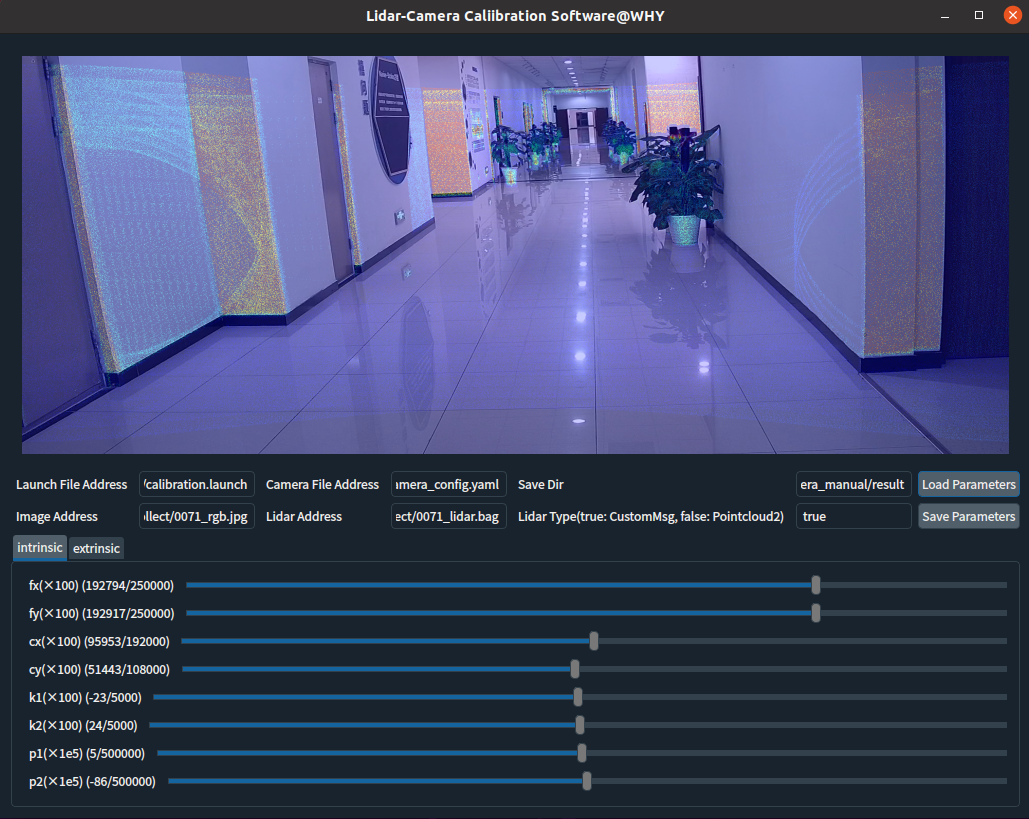 Lidar-Camera Caliibration Software@WHY
Launch File Address /calibration.launch Camera File Address amera_config.yaml Save Dir era_manual/result Load Parameters
Image Address ollect/0071_rgb.jpg Lidar Address ect/0071_lidar.bag Lidar Type(true: CustomMsg, false: Pointcloud2) true Save Parameters
intrinsic extrinsic
fx(×100) (192794/250000)
fy(×100) (192917/250000)
cx(×100) (95953/192000)
cy(×100) (51443/108000)
k1(×100) (-23/5000)
k2(×100) (24/5000)
p1(×1e5) (5/500000)
p2(×1e5) (-86/500000)